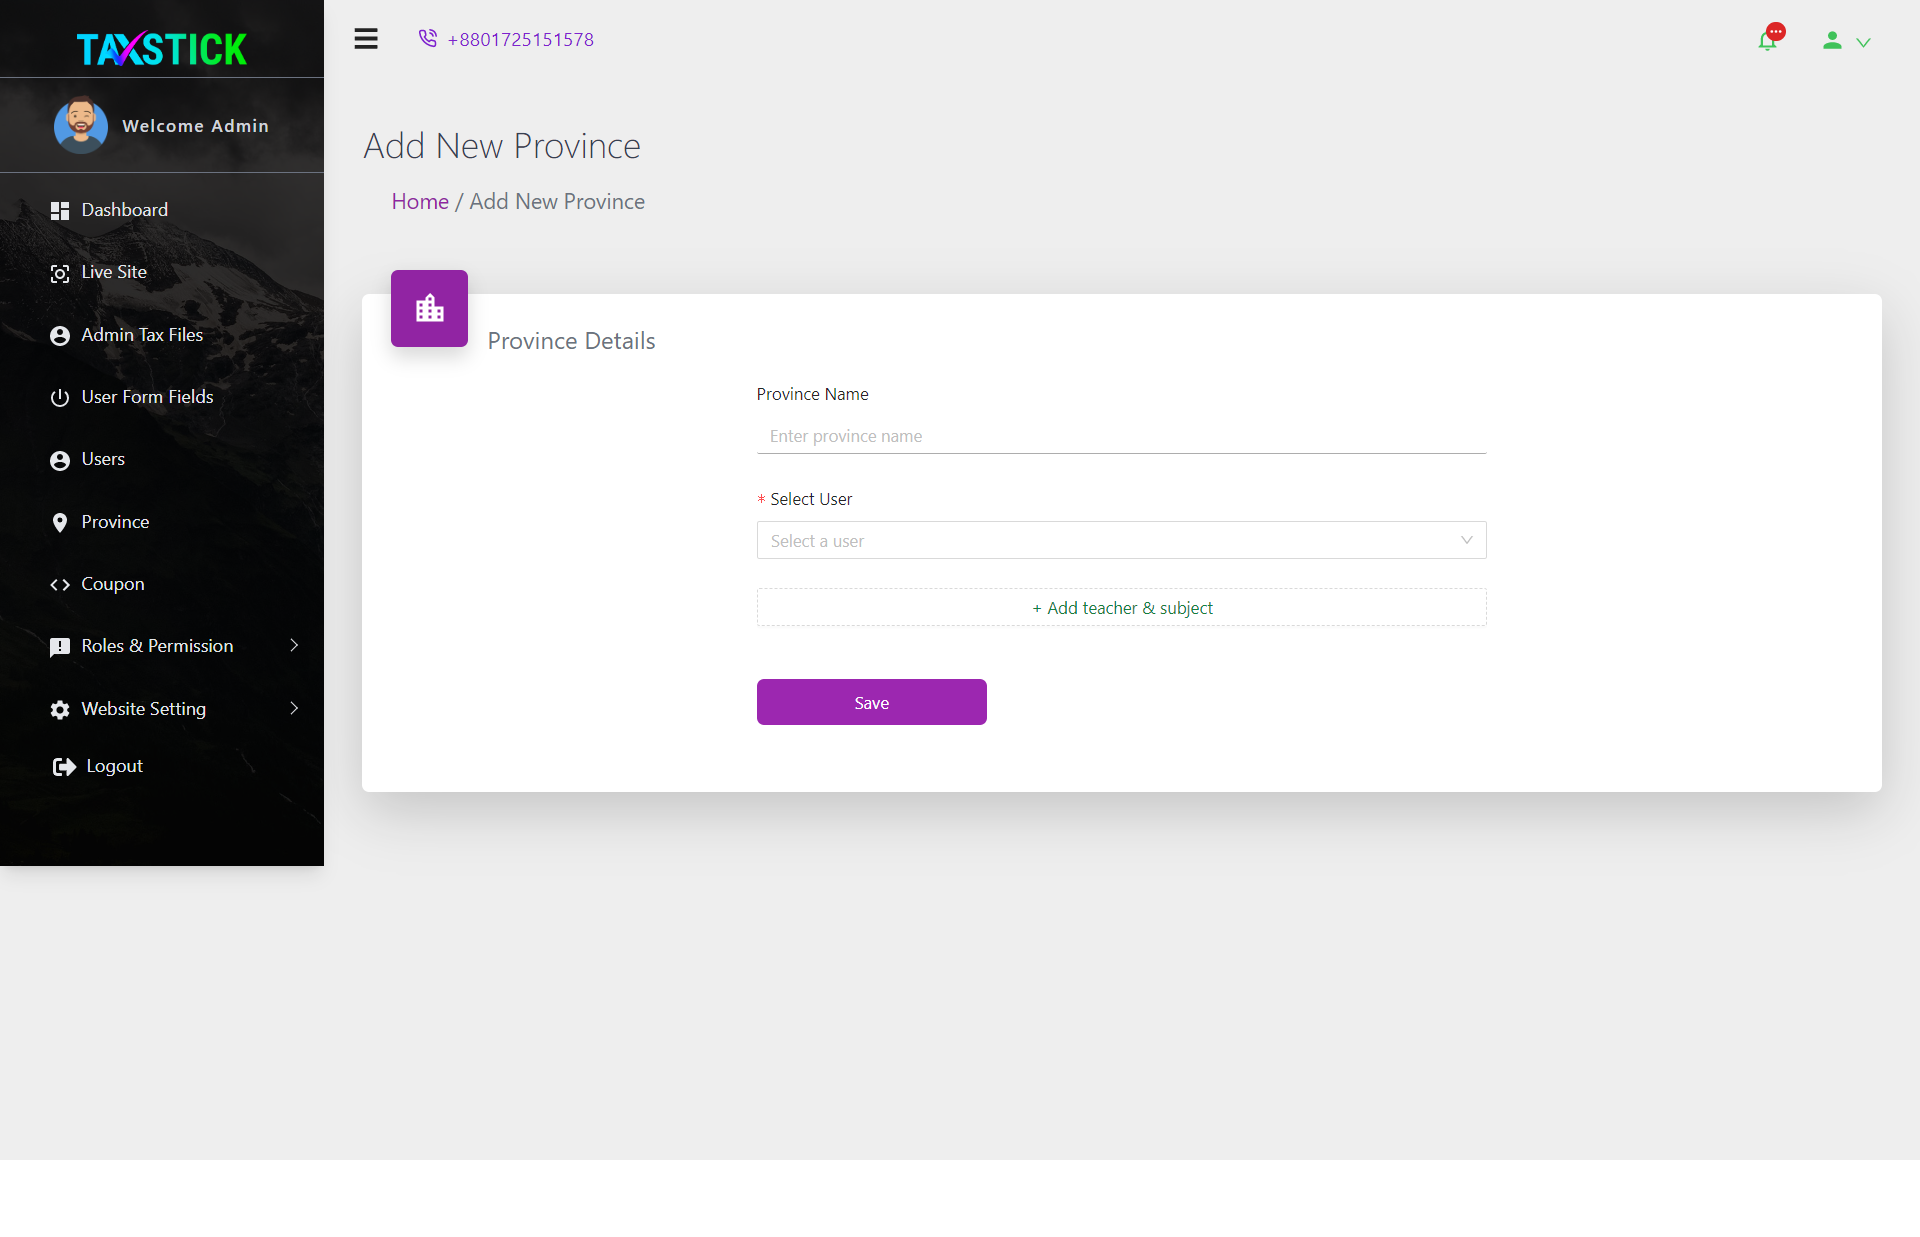 TAXSTICK
+8801725151578
Welcome Admin
Add New Province
Home / Add New Province
Dashboard
Live Site
Admin Tax Files
User Form Fields
Users
Province
Coupon
Roles & Permission
Website Setting
Logout
Province Details
Province Name
Enter province name
* Select User
Select a user
+ Add teacher & subject
Save